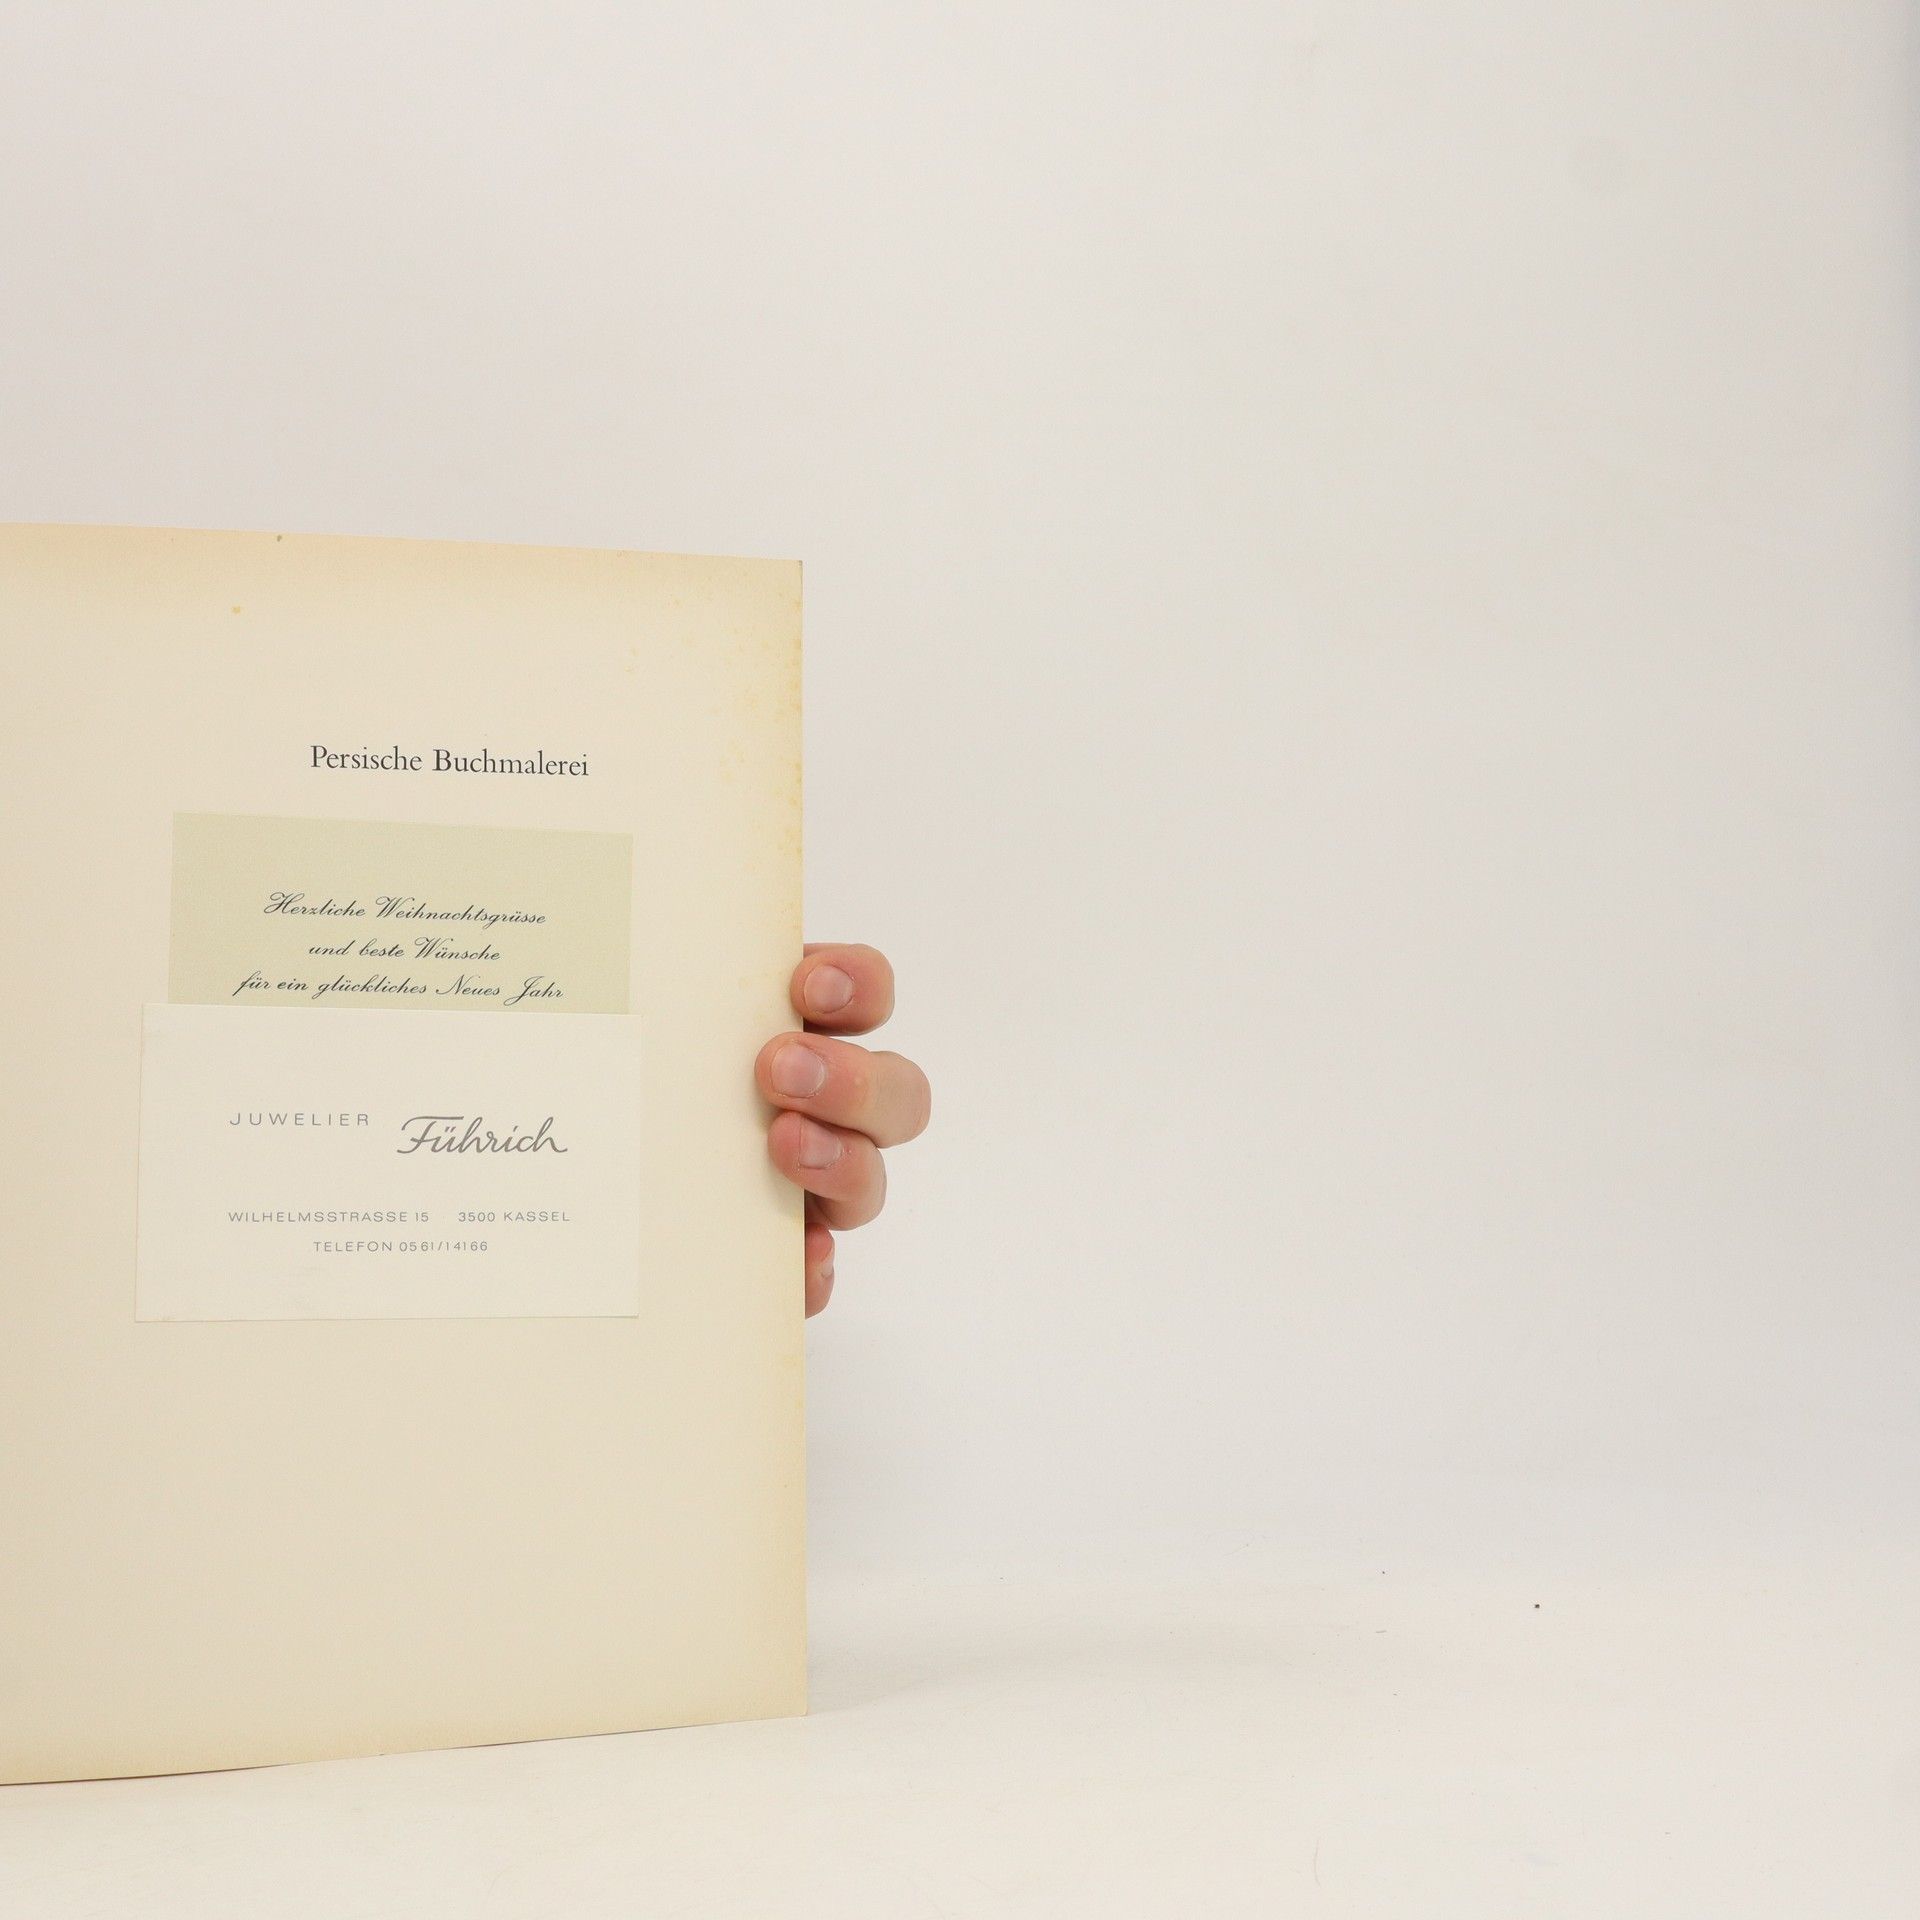 Persische Buchmalerei
Herzliche Weihnachtsgrüsse
und beste Wünsche
für ein glückliches Neues Jahr
JUWELIER Führich
WILHELMSSTRASSE 15 3500 KASSEL
TELEFON 0561/14166